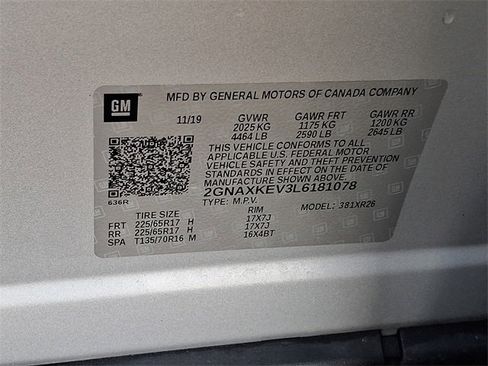 GM
MFD BY GENERAL MOTORS OF CANADA COMPANY
11/19 GVWR GAWR FRT GAWR RR
2025 KG 1175 KG 1200 KG
4464 LB 2590 LB 2645 LB
THIS VEHICLE CONFORMS TO ALL
APPLICABLE U.S. FEDERAL MOTOR
VEHICLE SAFETY AND THEFT PREVENTION
STANDARDS IN EFFECT ON THE DATE OF
MANUFACTURE SHOWN ABOVE.
2GNAXKEV3L6181078
636R TYPE: M.P.V. MODEL: 381XR26
TIRE SIZE RIM
FRT 225/65R17 H 17X7J
RR 225/65R17 H 17X7J
SPA T135/70R16 M 16X4BT